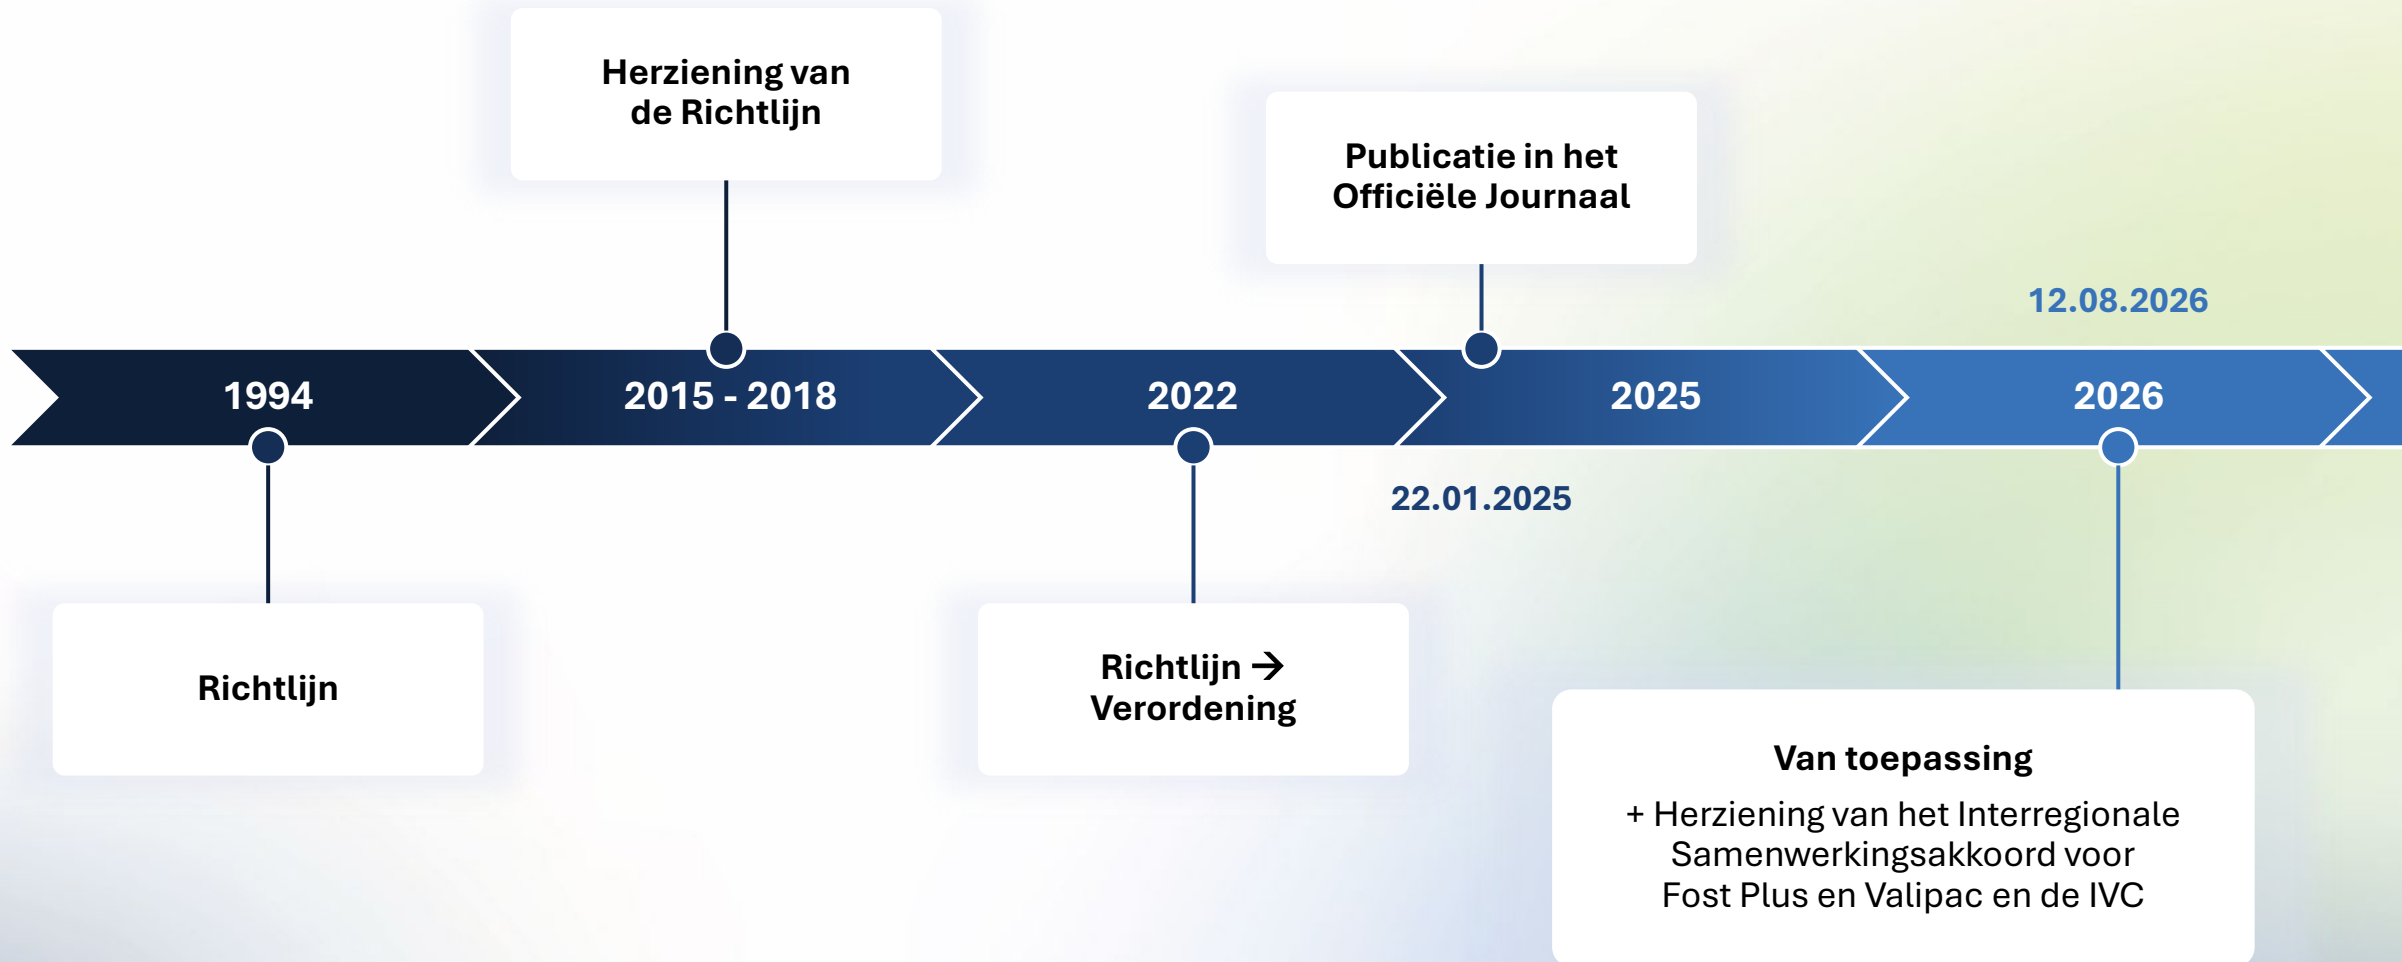 Herziening van
de Richtlijn
Publicatie in het
Officiële Journaal
12.08.2026
1994
2015 - 2018
2022
2025
2026
22.01.2025
Richtlijn
Richtlijn →
Verordening
Van toepassing
+ Herziening van het Interregionale
Samenwerkingsakkoord voor
Fost Plus en Valipac en de IVC